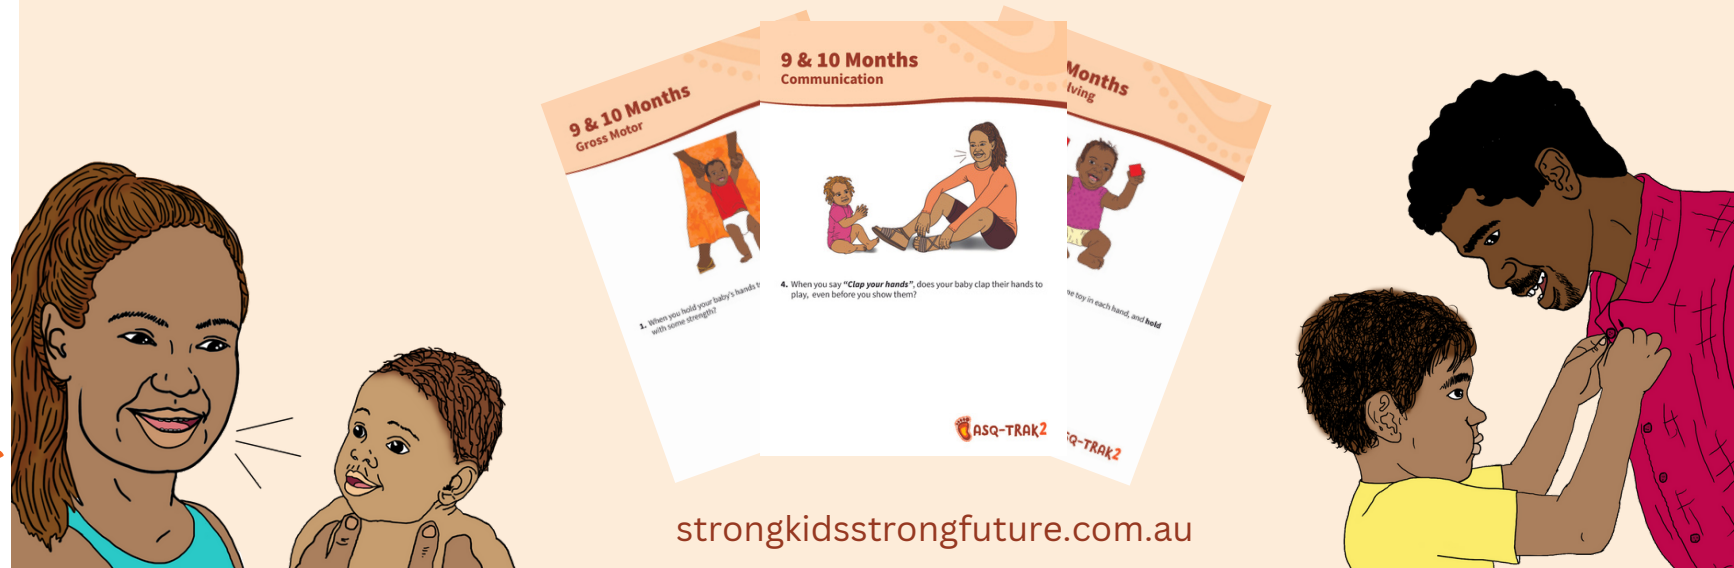 9 & 10 Months
Gross Motor
1. When you hold your baby's hands
with some strength?
9 & 10 Months
Communication
4. When you say "Clap your hands", does your baby clap their hands to
play, even before you show them?
ASQ-TRAK2
Months
me toy in each hand, and hold
TRAK2
strongkidsstrongfuture.com.au